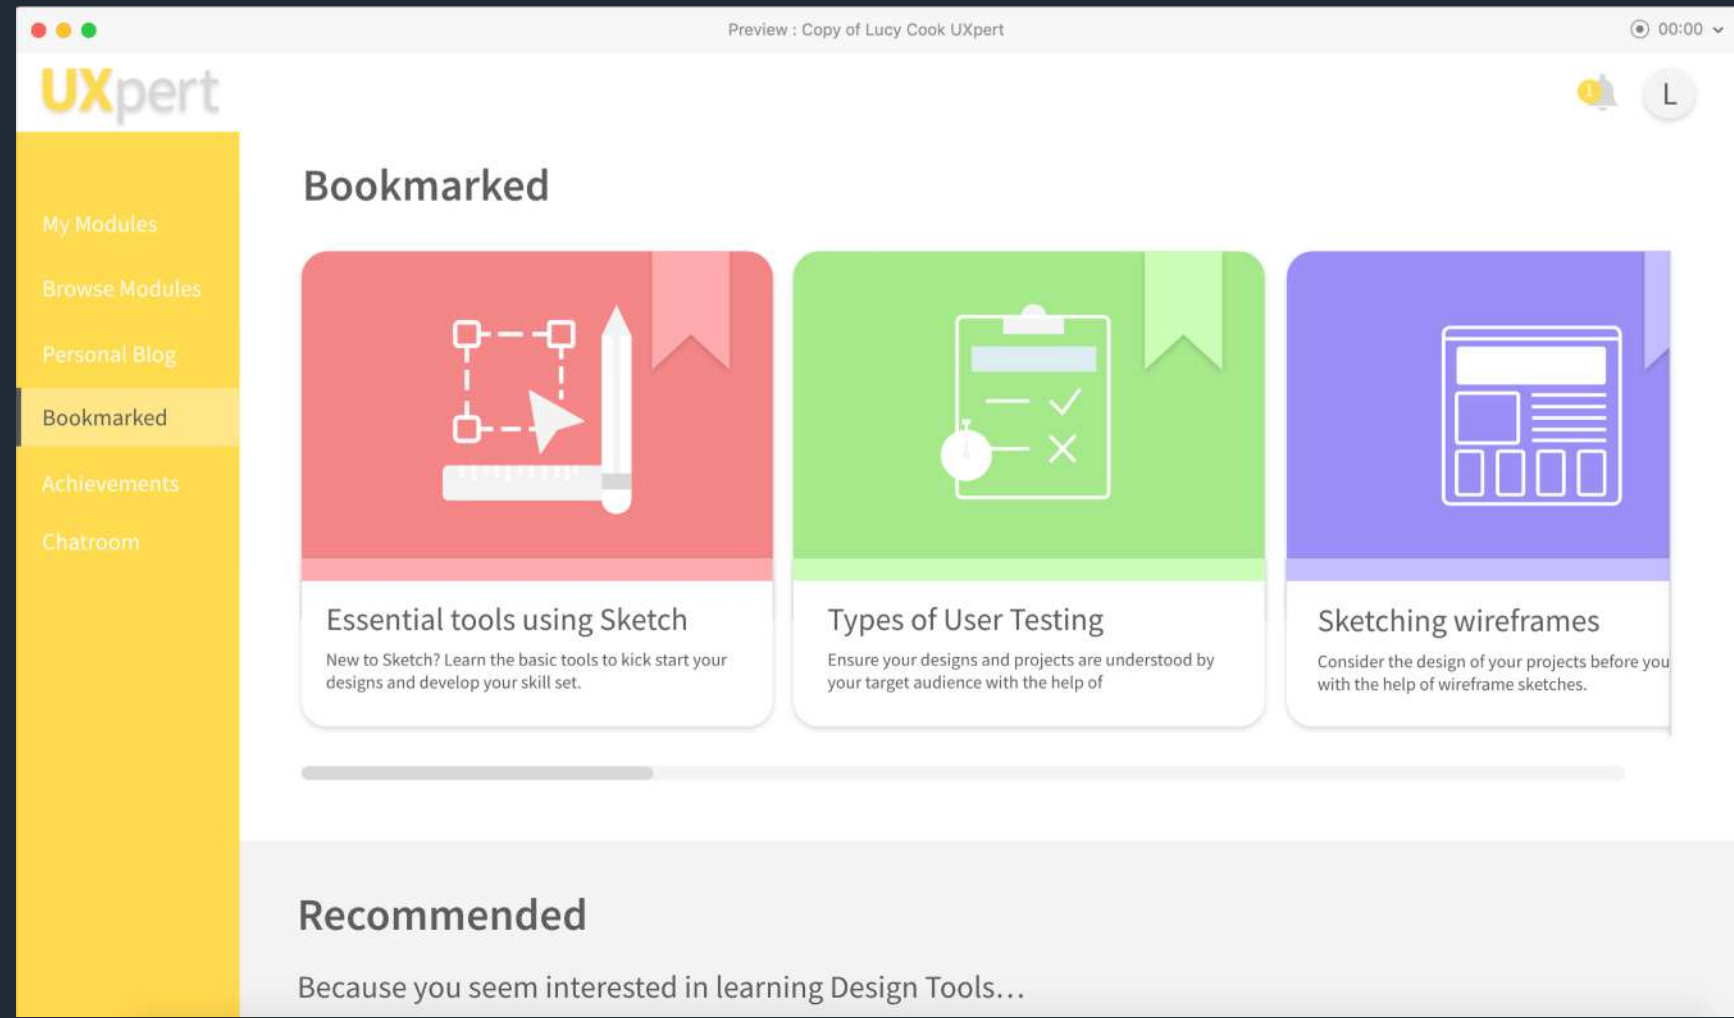 Preview : Copy of Lucy Cook UXpert
00:00
UXpert
1
L
My Modules
Browse Modules
Personal Blog
Bookmarked
Achievements
Chatroom
Bookmarked
Essential tools using Sketch
New to Sketch? Learn the basic tools to kick start your
designs and develop your skill set.
Types of User Testing
Ensure your designs and projects are understood by
your target audience with the help of
Sketching wireframes
Consider the design of your projects before you
with the help of wireframe sketches.
Recommended
Because you seem interested in learning Design Tools...